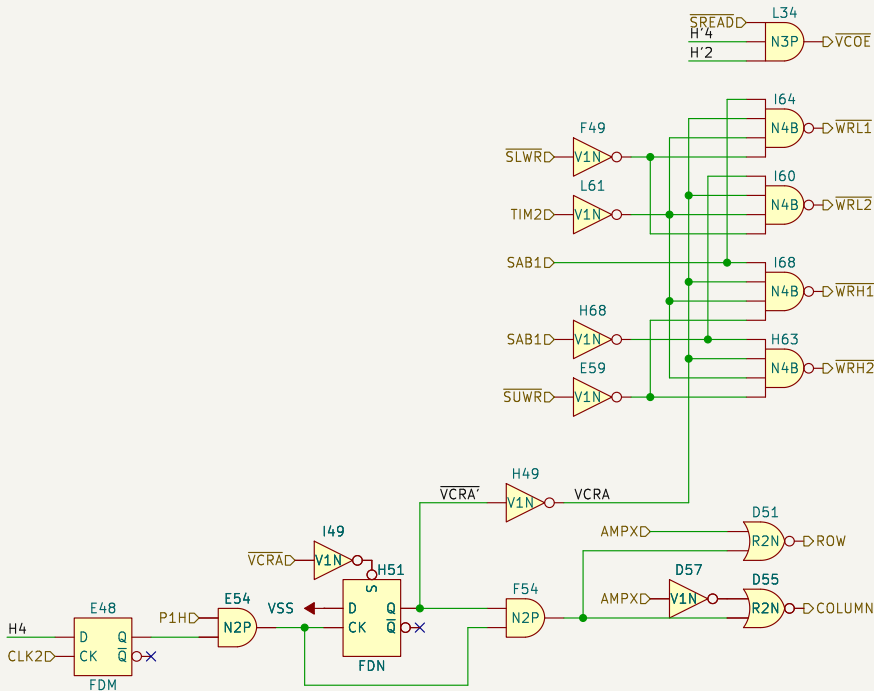 L34
SREAD
H'4
N3P
VCOE
H'2
I64
N4B
WRL1
F49
SLWR
V1N
I60
L61
N4B
WRL2
TIM2
V1N
SAB1
I68
N4B
WRH1
H68
SAB1
V1N
H63
E59
N4B
WRH2
SUWR
V1N
H49
VCRA'
V1N
VCRA
D51
AMPX
R2N
ROW
I49
VCRA
V1N
H51
S
D57
D55
F54
E54
VSS
D
Q
AMPX
V1N
R2N
COLUMN
E48
P1H
N2P
CK
Q
N2P
H4
D
Q
CLK2
CK
Q
FDN
FDM